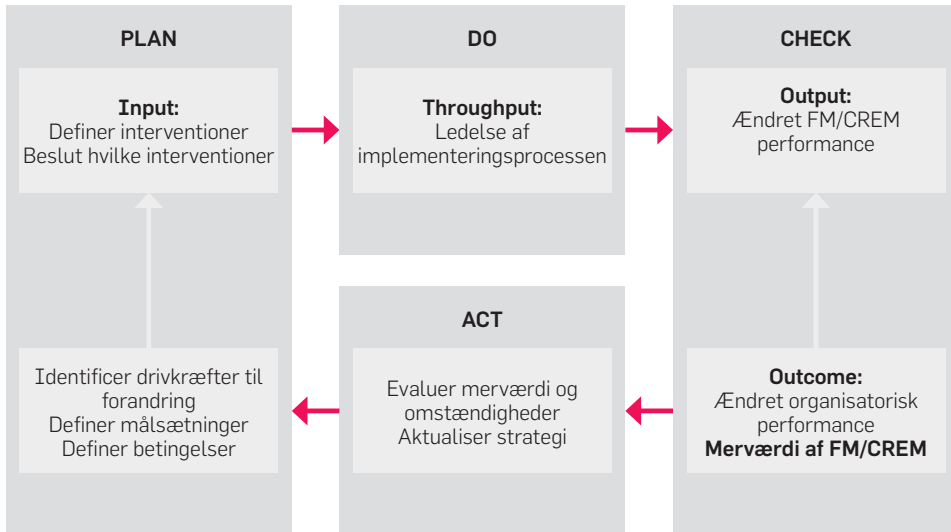 PLAN
Input:
Definer interventioner
Beslut hvilke interventioner
Identificer drivkræfter til
forandring
Definer målsætninger
Definer betingelser
DO
Throughput:
Ledelse af
implementeringsprocessen
CHECK
Output:
Ændret FM/CREM
performance
Outcome:
Ændret organisatorisk
performance
Merværdi af FM/CREM
ACT
Evaluer merværdi og
omstændigheder
Aktualiser strategi